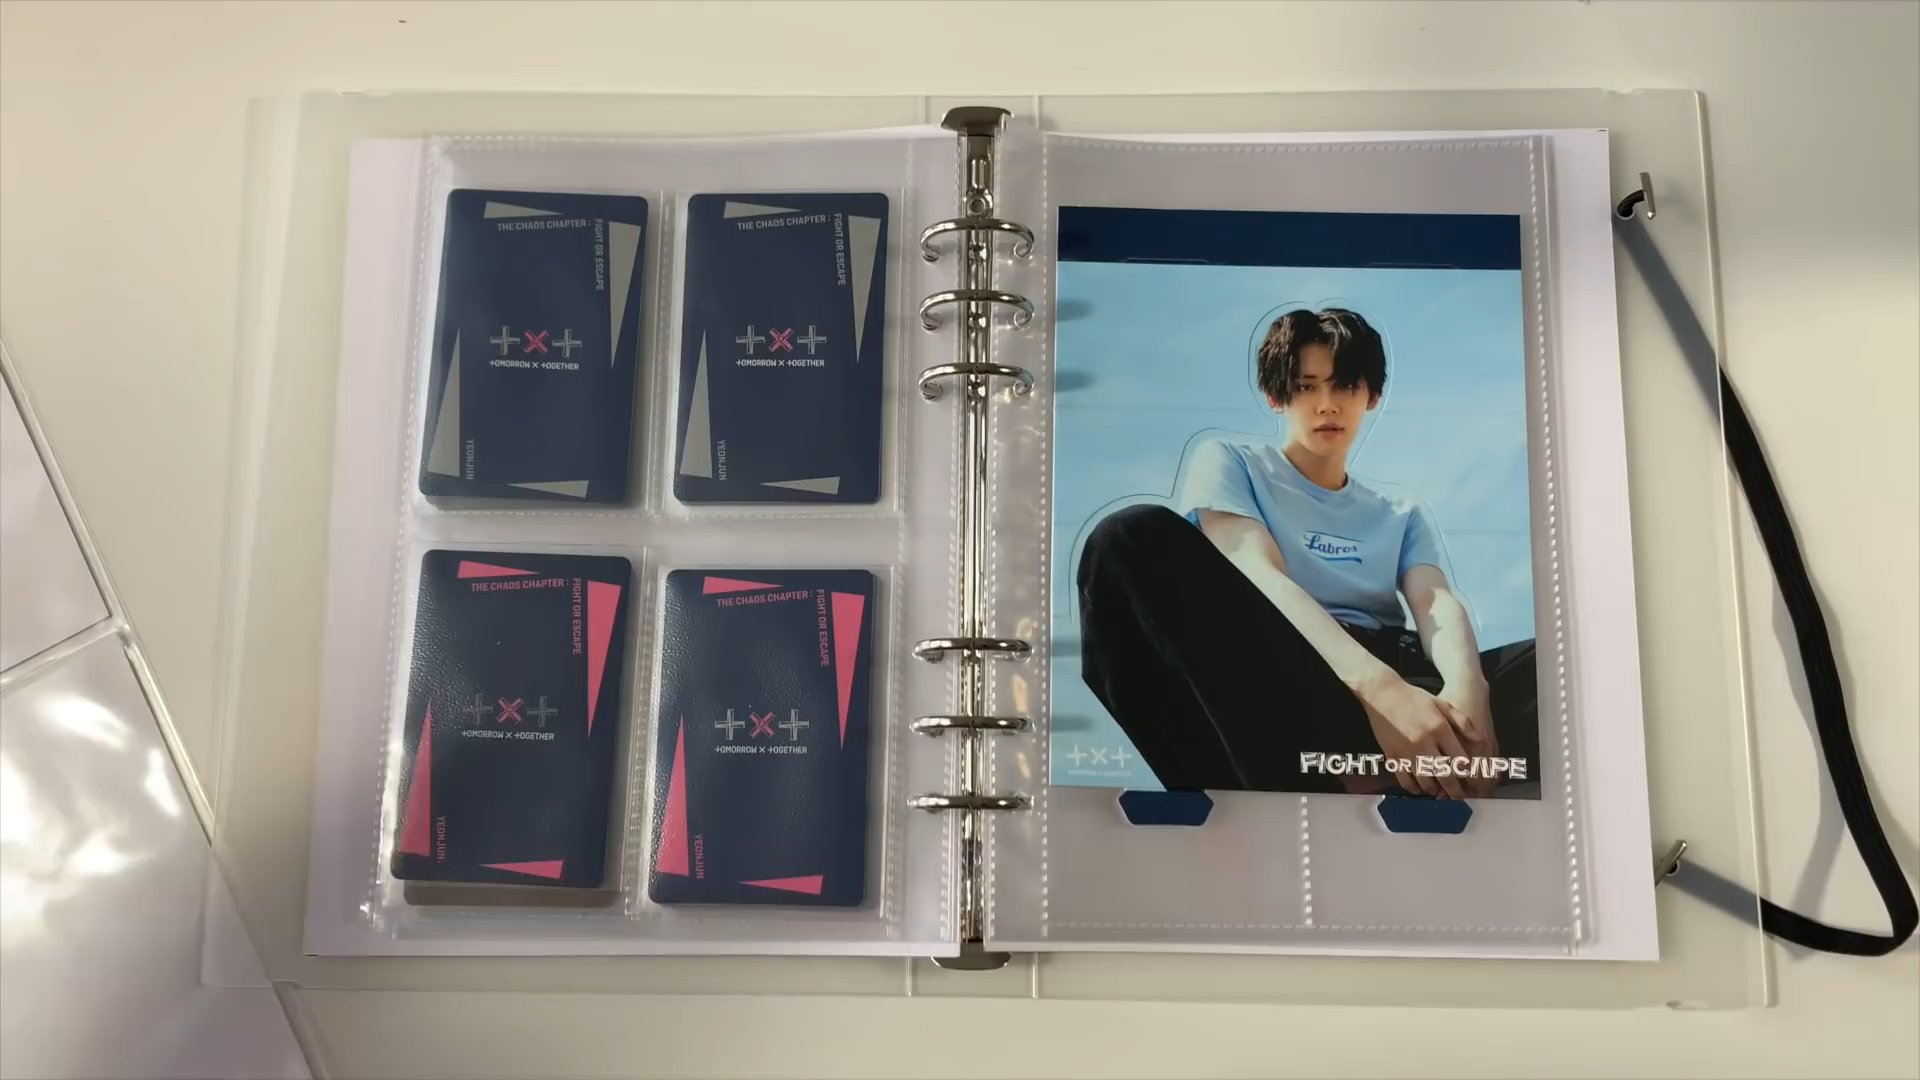 THE CHAOS CHAPTER :
FIGHT OR ESCAPE
TOMORROW X TOGETHER
YEONJUN
THE CHAOS CHAPTER :
FIGHT OR ESCAPE
TOMORROW X TOGETHER
YEONJUN
THE CHAOS CHAPTER :
FIGHT OR ESCAPE
TOMORROW X TOGETHER
YEONJUN
THE CHAOS CHAPTER :
FIGHT OR ESCAPE
TOMORROW X TOGETHER
YEONJUN
Labros
FIGHT OR ESCAPE